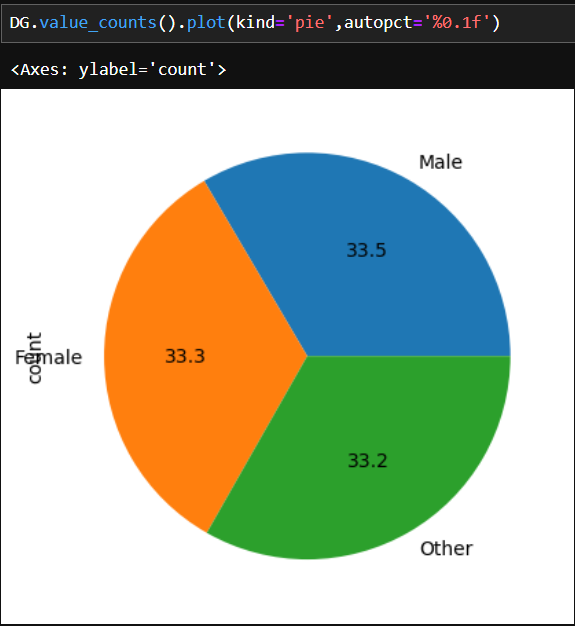 DG.value_counts().plot(kind='pie',autopct='%0.1f')
<Axes: ylabel='count'>
Male
33.5
Female
count
33.3
33.2
Other